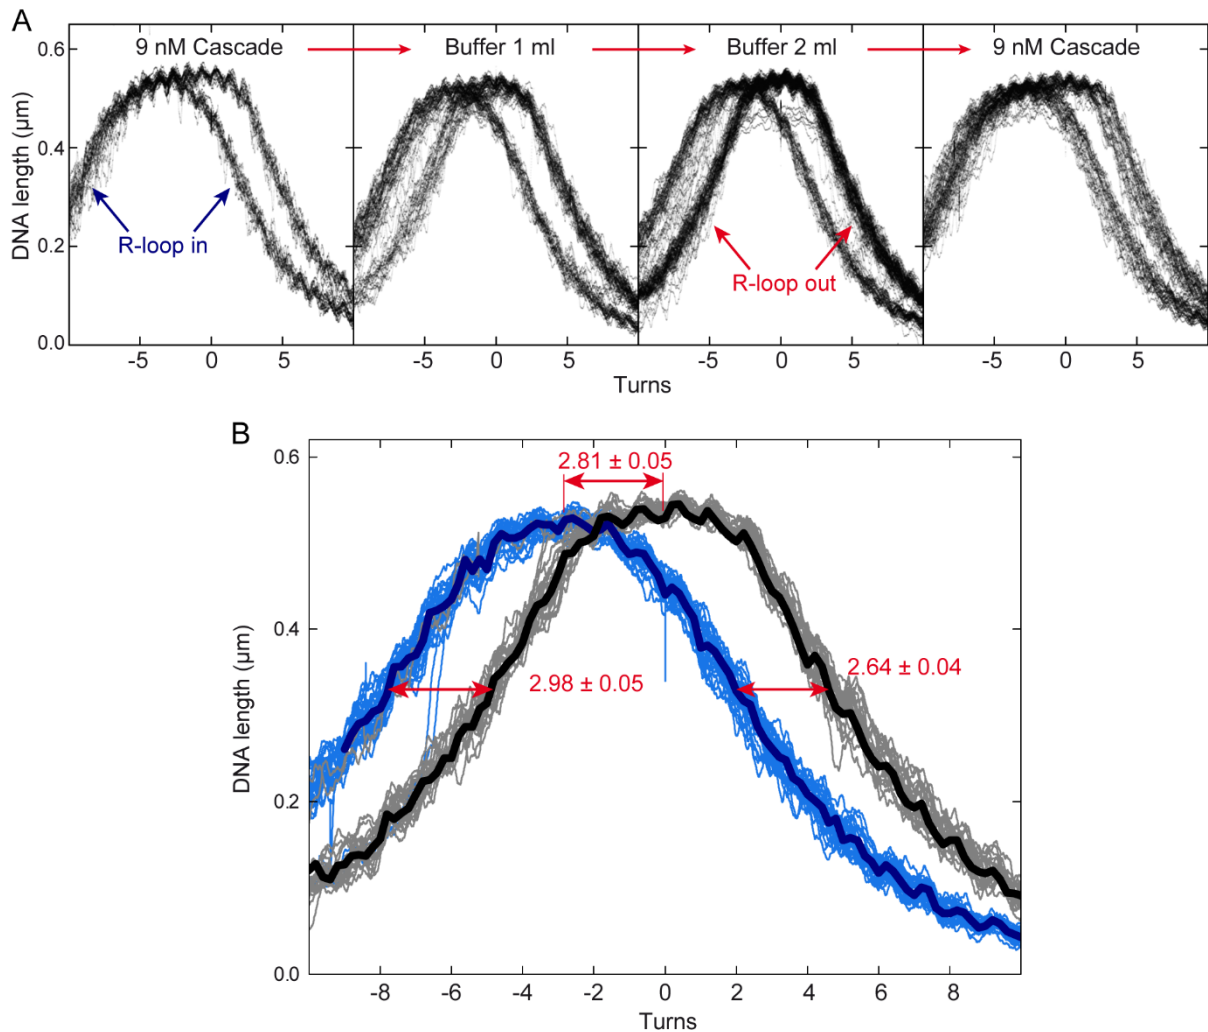 A
9 nM Cascade
Buffer 1 ml
Buffer 2 ml
9 nM Cascade
DNA length (µm)
0.6
0.4
0.2
0.0
R-loop in
R-loop out
-5 0 5 -5 0 5 -5 0 5 -5 0 5
Turns
B
DNA length (µm)
0.6
0.4
0.2
0.0
2.81 ± 0.05
2.98 ± 0.05
2.64 ± 0.04
-8 -6 -4 -2 0 2 4 6 8
Turns